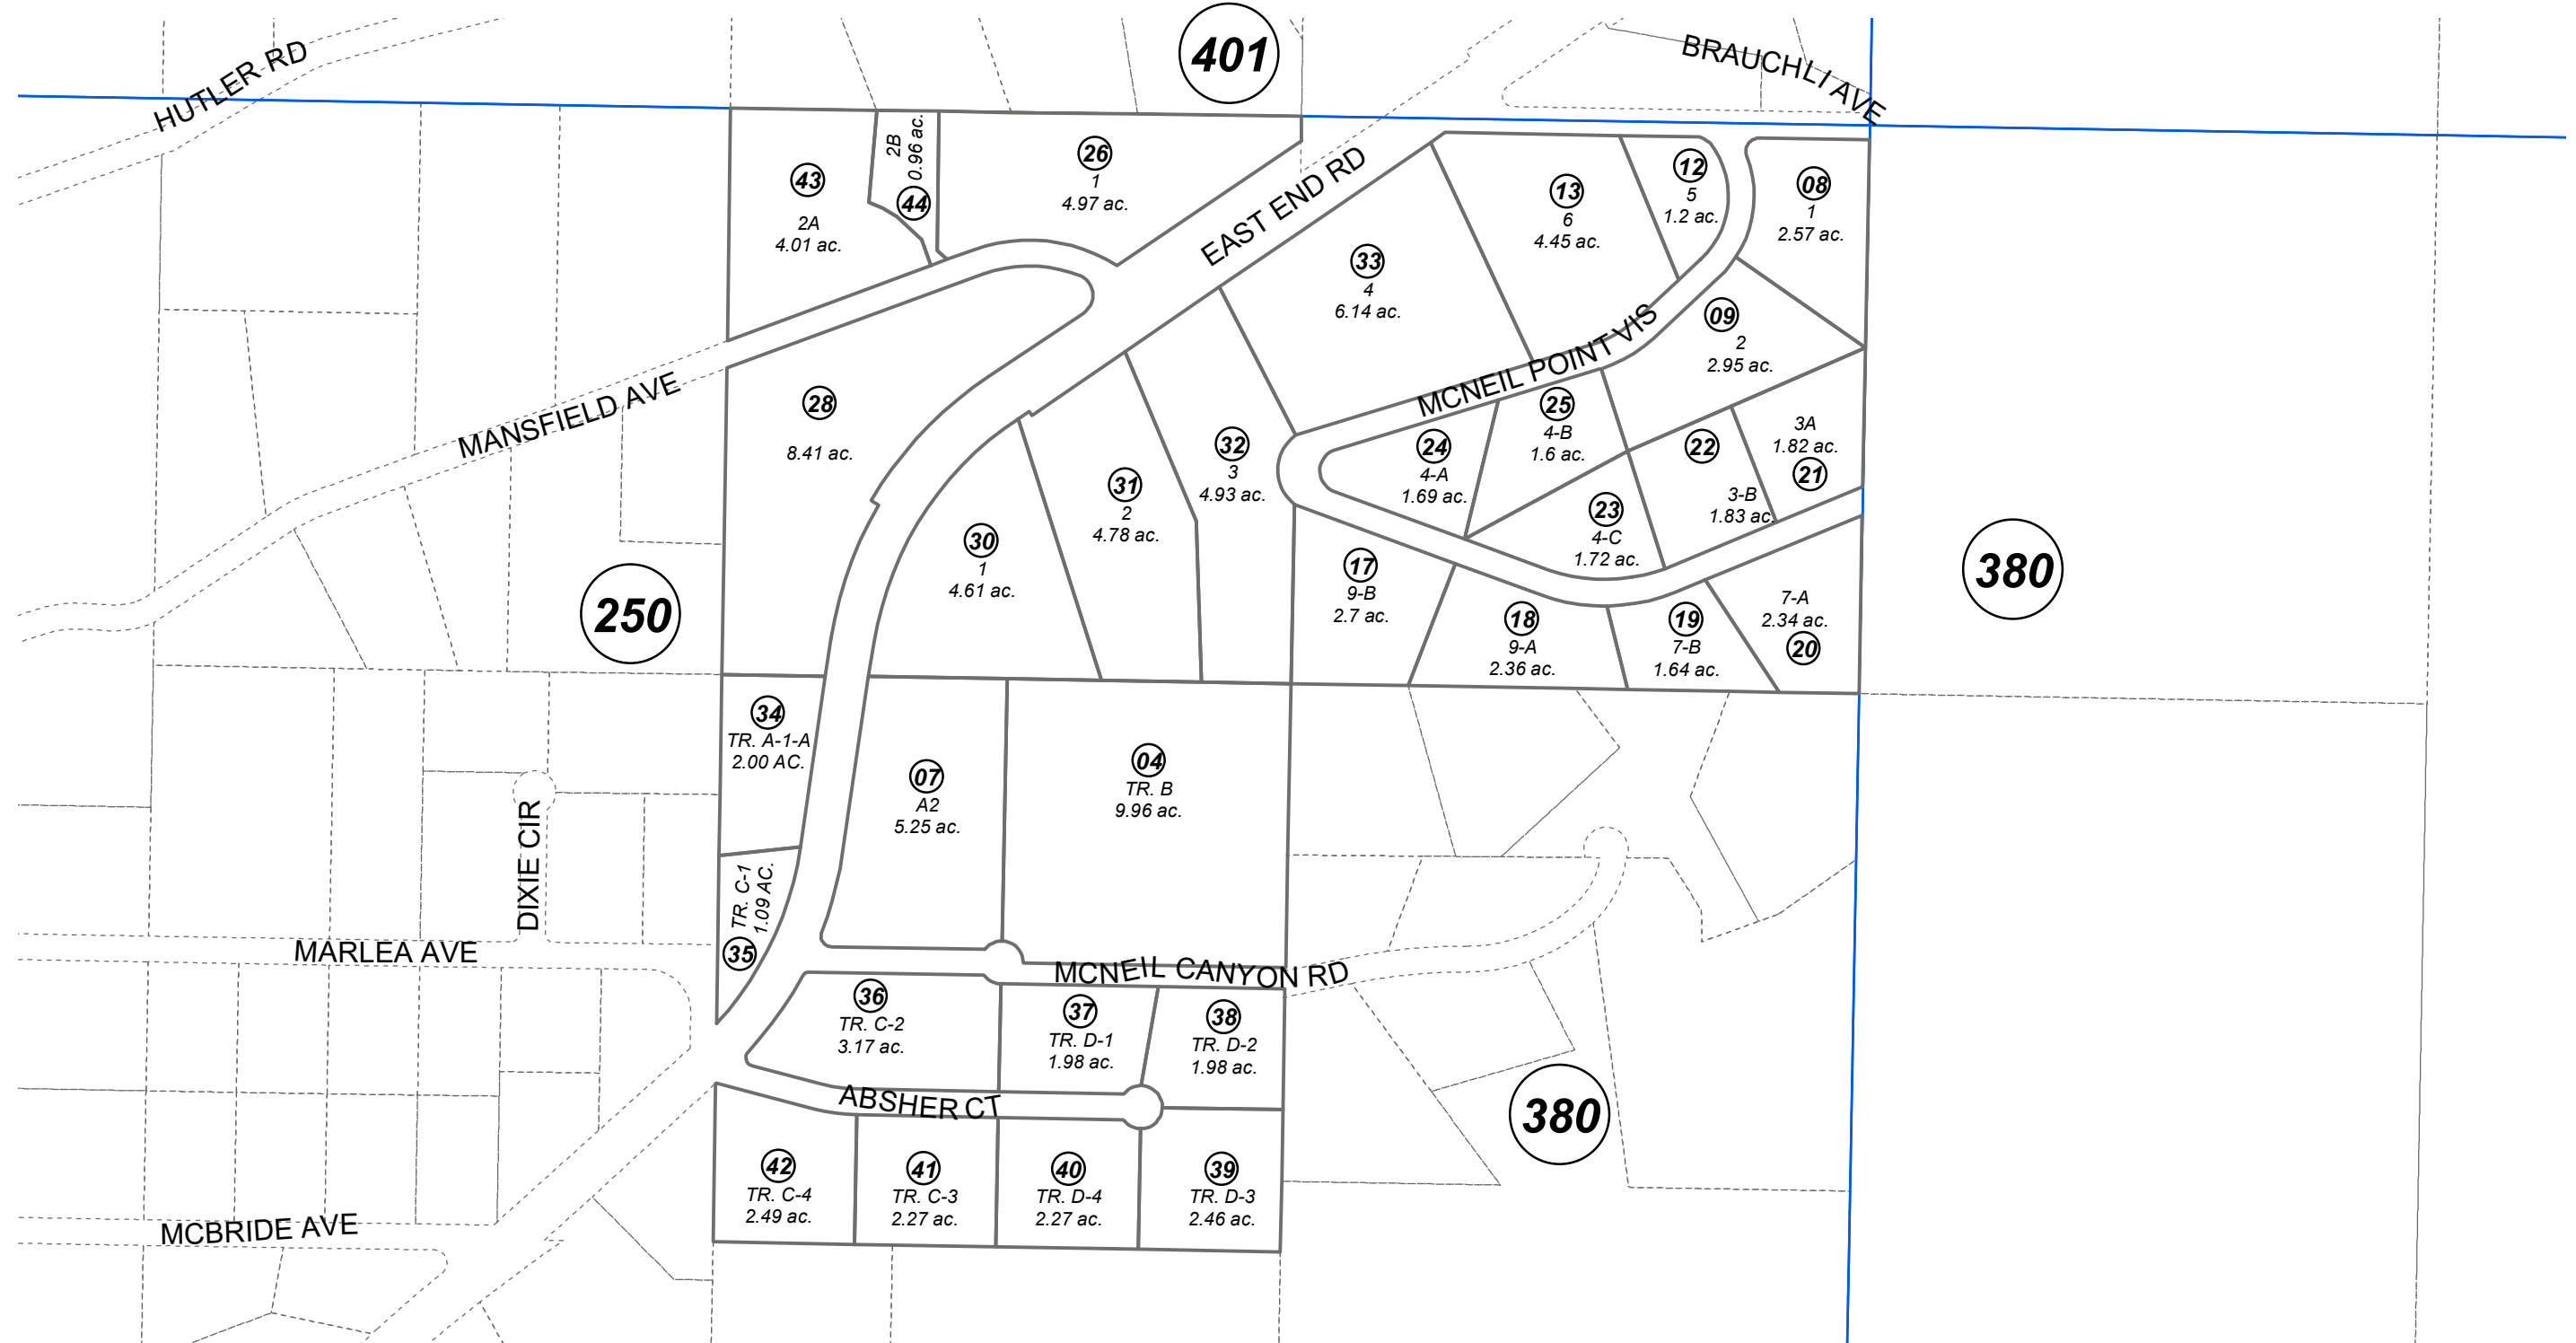 401
HUTLER RD
BRAUCHLI AVE
43
2A
4.01 ac.
2B
0.96 ac.
44
26
1
4.97 ac.
EAST END RD
13
6
4.45 ac.
12
5
1.2 ac.
08
1
2.57 ac.
33
4
6.14 ac.
09
2
2.95 ac.
MCNEIL POINT VIS
MANSFIELD AVE
28
8.41 ac.
32
3
4.93 ac.
24
4-A
1.69 ac.
25
4-B
1.6 ac.
22
3-B
1.83 ac.
3A
1.82 ac.
21
31
2
4.78 ac.
30
1
4.61 ac.
23
4-C
1.72 ac.
380
250
17
9-B
2.7 ac.
18
9-A
2.36 ac.
19
7-B
1.64 ac.
7-A
2.34 ac.
20
34
TR. A-1-A
2.00 AC.
07
A2
5.25 ac.
04
TR. B
9.96 ac.
DIXIE CIR
TR. C-1
1.09 AC.
35
MARLEA AVE
MCNEIL CANYON RD
36
TR. C-2
3.17 ac.
37
TR. D-1
1.98 ac.
38
TR. D-2
1.98 ac.
ABSHER CT
380
42
TR. C-4
2.49 ac.
41
TR. C-3
2.27 ac.
40
TR. D-4
2.27 ac.
39
TR. D-3
2.46 ac.
MCBRIDE AVE